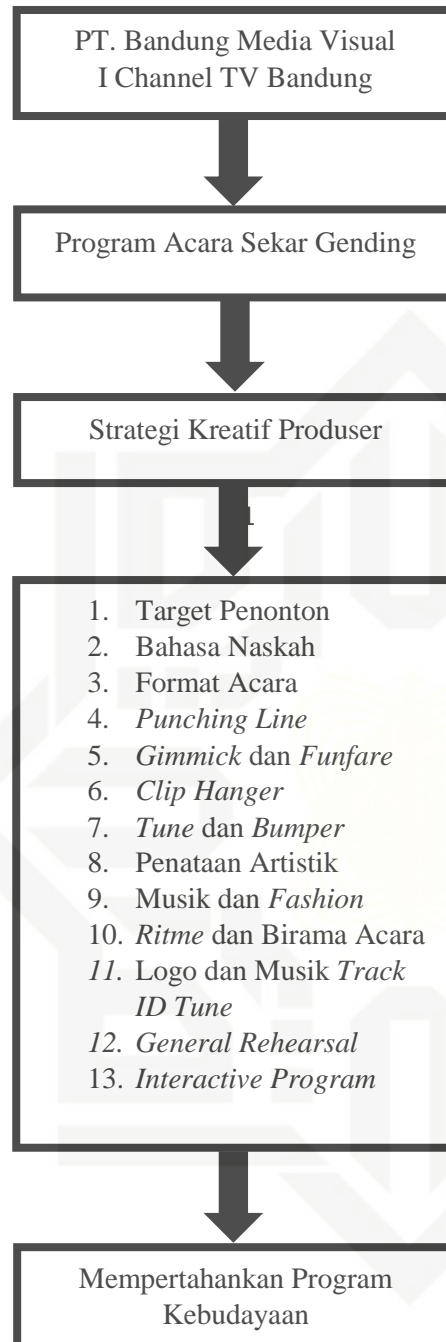 PT. Bandung Media Visual
I Channel TV Bandung
Program Acara Sekar Gending
Strategi Kreatif Produser
1
1. Target Penonton
2. Bahasa Naskah
3. Format Acara
4. Punching Line
5. Gimmick dan Funfare
6. Clip Hanger
7. Tune dan Bumper
8. Penataan Artistik
9. Musik dan Fashion
10. Ritme dan Birama Acara
11. Logo dan Musik Track
ID Tune
12. General Rehearsal
13. Interactive Program
Mempertahankan Program
Kebudayaan